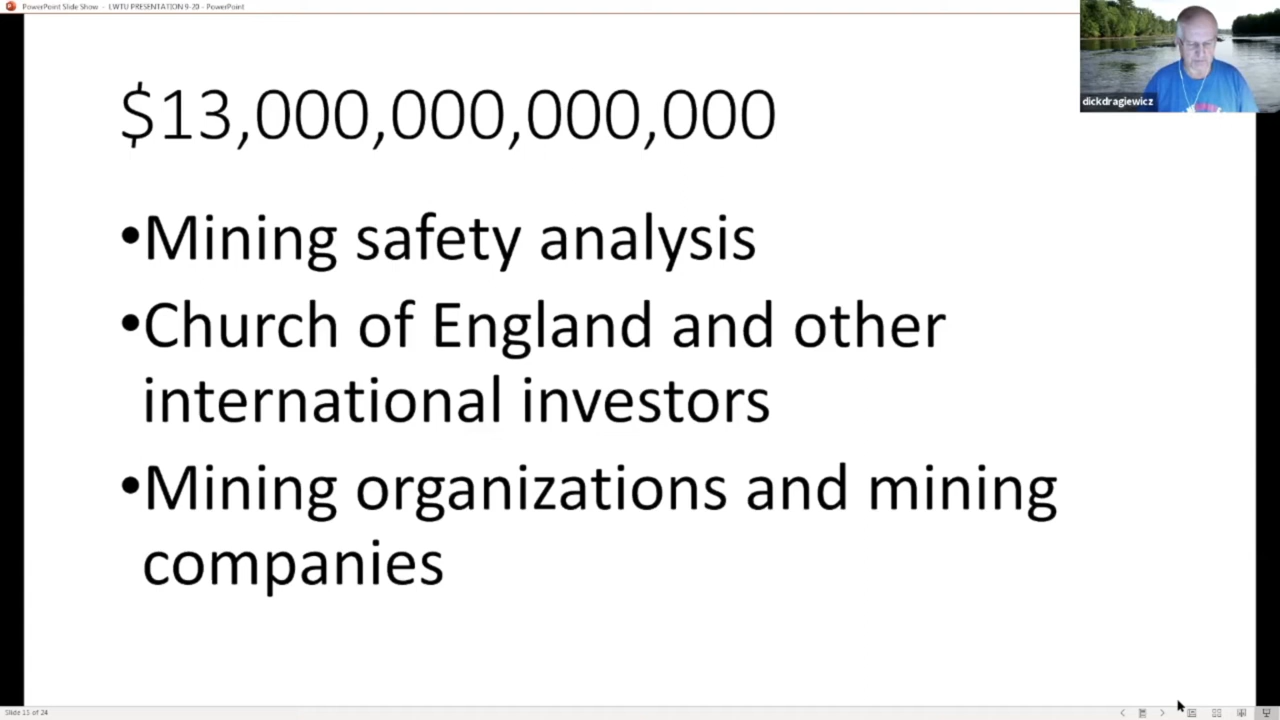 PowerPoint Slide Show - LWTU PRESENTATION 9-20 - PowerPoint
dickdragiewicz
$13,000,000,000,000
•Mining safety analysis
•Church of England and other
international investors
•Mining organizations and mining
companies
Slide 15 of 24